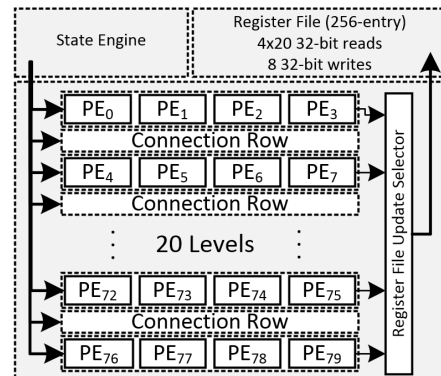 State Engine
Register File (256-entry)
4x20 32-bit reads
8 32-bit writes
PE0 PE1 PE2 PE3
Connection Row
PE4 PE5 PE6 PE7
Connection Row
20 Levels
PE72 PE73 PE74 PE75
Connection Row
PE76 PE77 PE78 PE79
Register File Update Selector